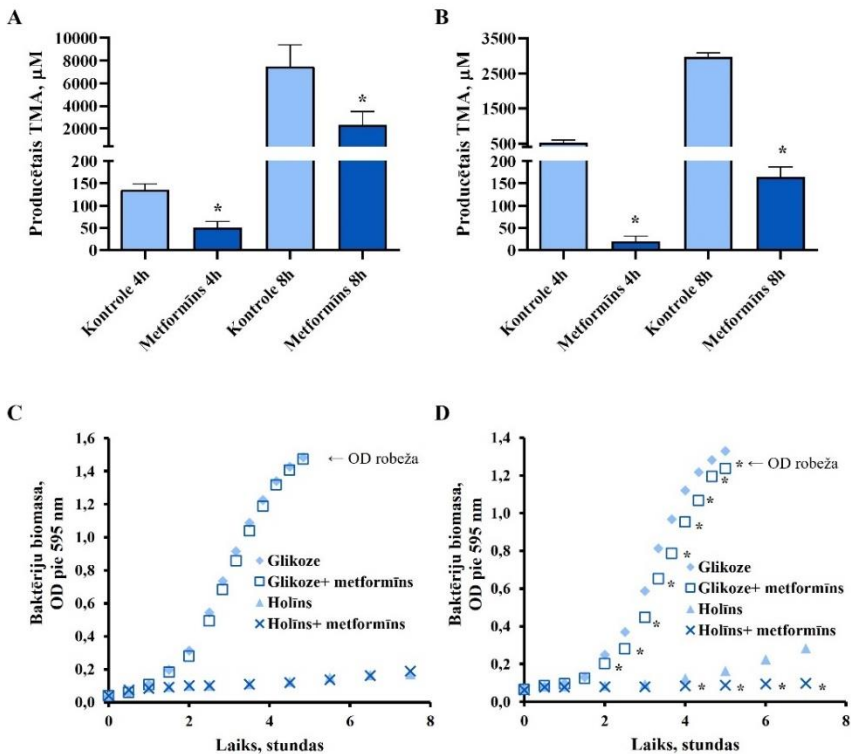 A
Producētais TMA, µM
10000
8000
6000
4000
2000
200
150
100
50
0
*
*
Kontrole 4h
Metformīns 4h
Kontrole 8h
Metformīns 8h
B
Producētais TMA, µM
3500
2500
1500
500
200
150
100
50
0
*
*
Kontrole 4h
Metformīns 4h
Kontrole 8h
Metformīns 8h
C
Baktēriju biomasa,
OD pie 595 nm
1,6
1,4
1,2
1,0
0,8
0,6
0,4
0,2
0,0
← OD robeža
Glikoze
Glikoze+ metformīns
Holīns
Holīns+ metformīns
0
2
4
6
8
Laiks, stundas
D
Baktēriju biomasa,
OD pie 595 nm
1,4
1,2
1,0
0,8
0,6
0,4
0,2
0,0
* ← OD robeža
*
*
*
*
*
*
*
*
*
Glikoze
Glikoze+ metformīns
Holīns
Holīns+ metformīns
* * * *
0
2
4
6
8
Laiks, stundas